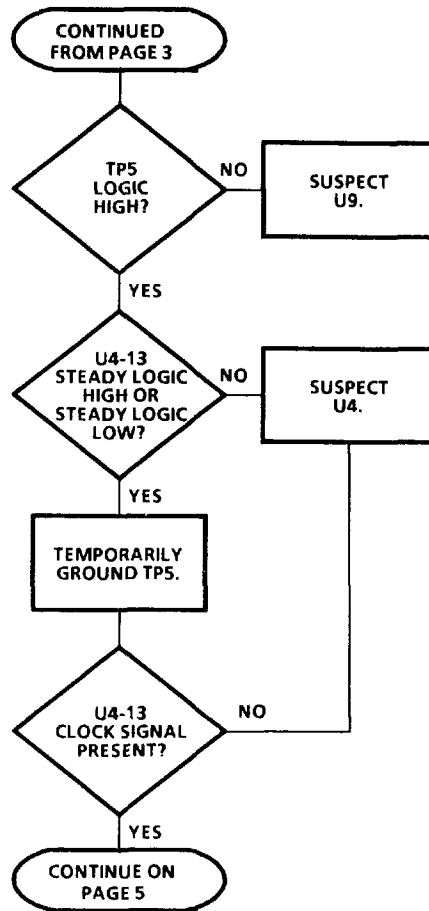 CONTINUED
FROM PAGE 3
TP5
LOGIC
HIGH?
NO
SUSPECT
U9.
YES
U4-13
STEADY LOGIC
HIGH OR
STEADY LOGIC
LOW?
NO
SUSPECT
U4.
YES
TEMPORARILY
GROUND TP5.
U4-13
CLOCK SIGNAL
PRESENT?
NO
YES
CONTINUE ON
PAGE 5